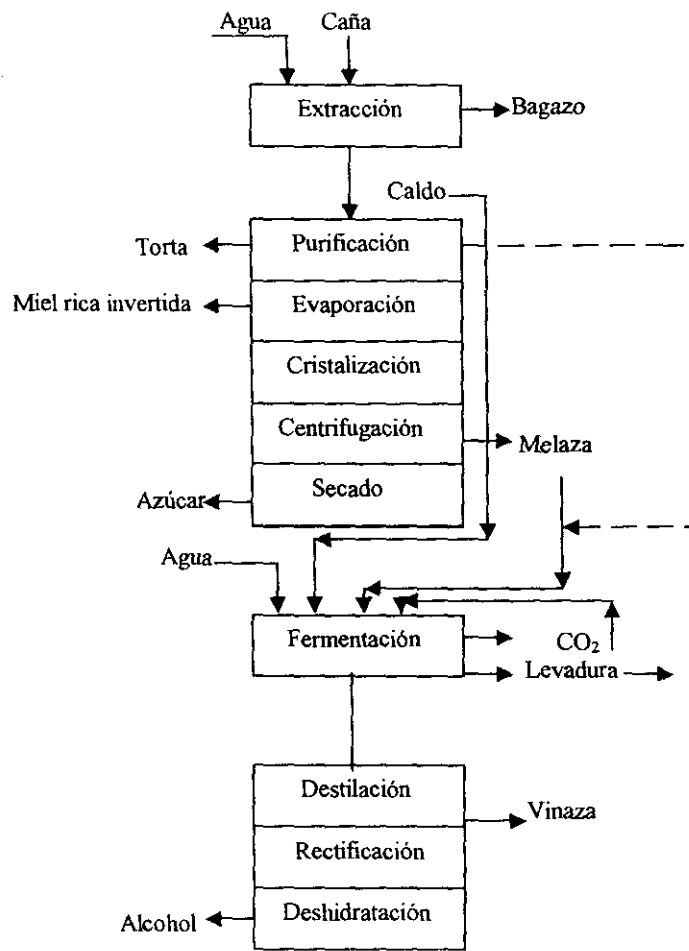 Agua Caña
Extracción
Bagazo
Caldo
Torta
Purificación
Miel rica invertida
Evaporación
Cristalización
Centrifugación
Melaza
Azúcar
Secado
Agua
Fermentación
CO₂
Levadura
Destilación
Vinaza
Rectificación
Alcohol
Deshidratación